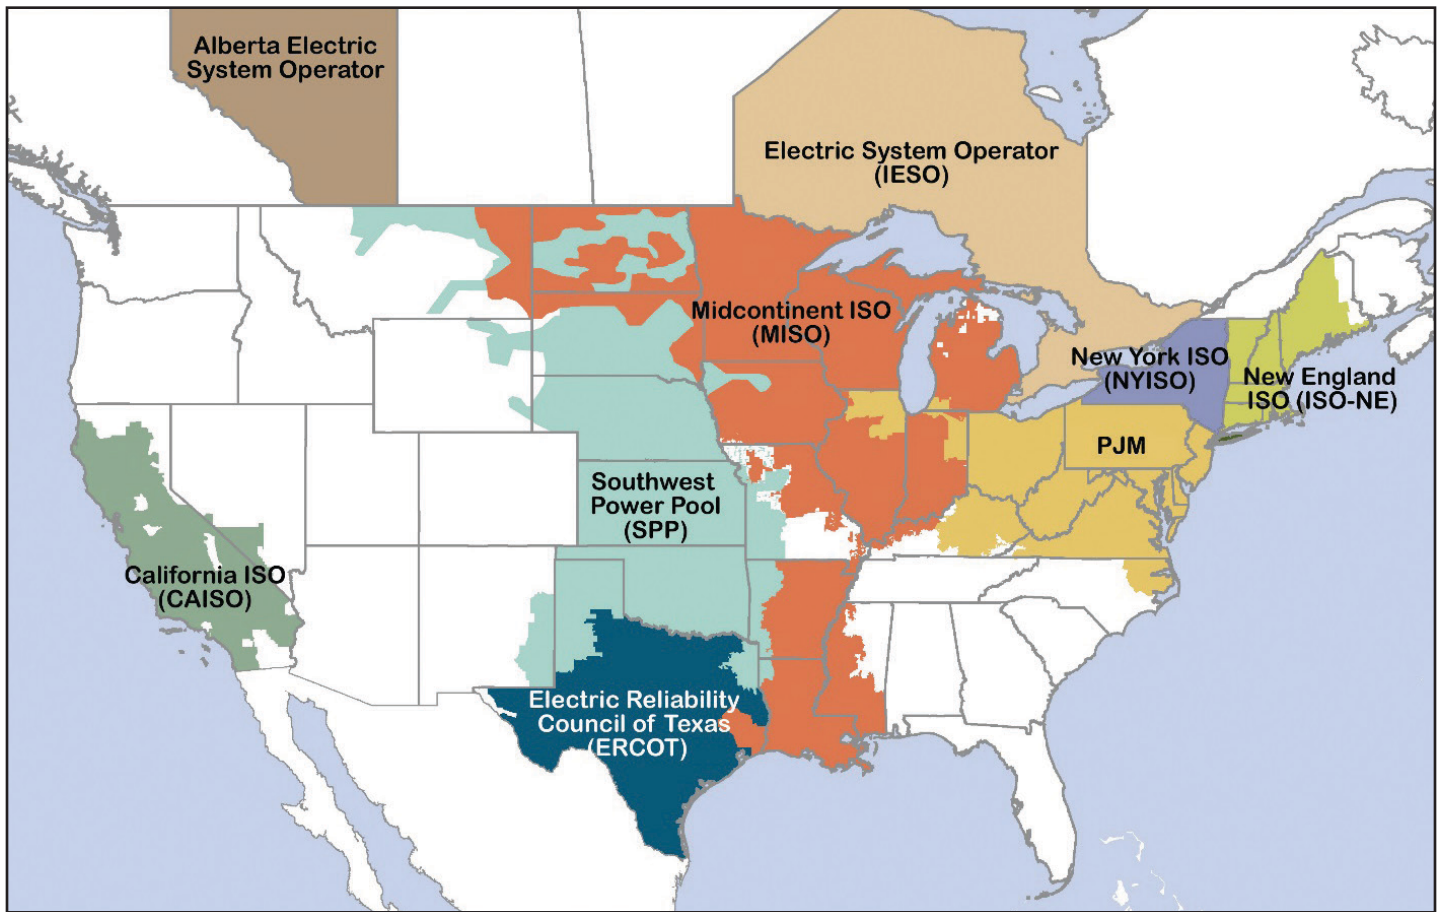 Alberta Electric
System Operator
Electric System Operator
(IESO)
Midcontinent ISO
(MISO)
New York ISO
(NYISO)
New England
ISO (ISO-NE)
PJM
Southwest
Power Pool
(SPP)
California ISO
(CAISO)
Electric Reliability
Council of Texas
(ERCOT)